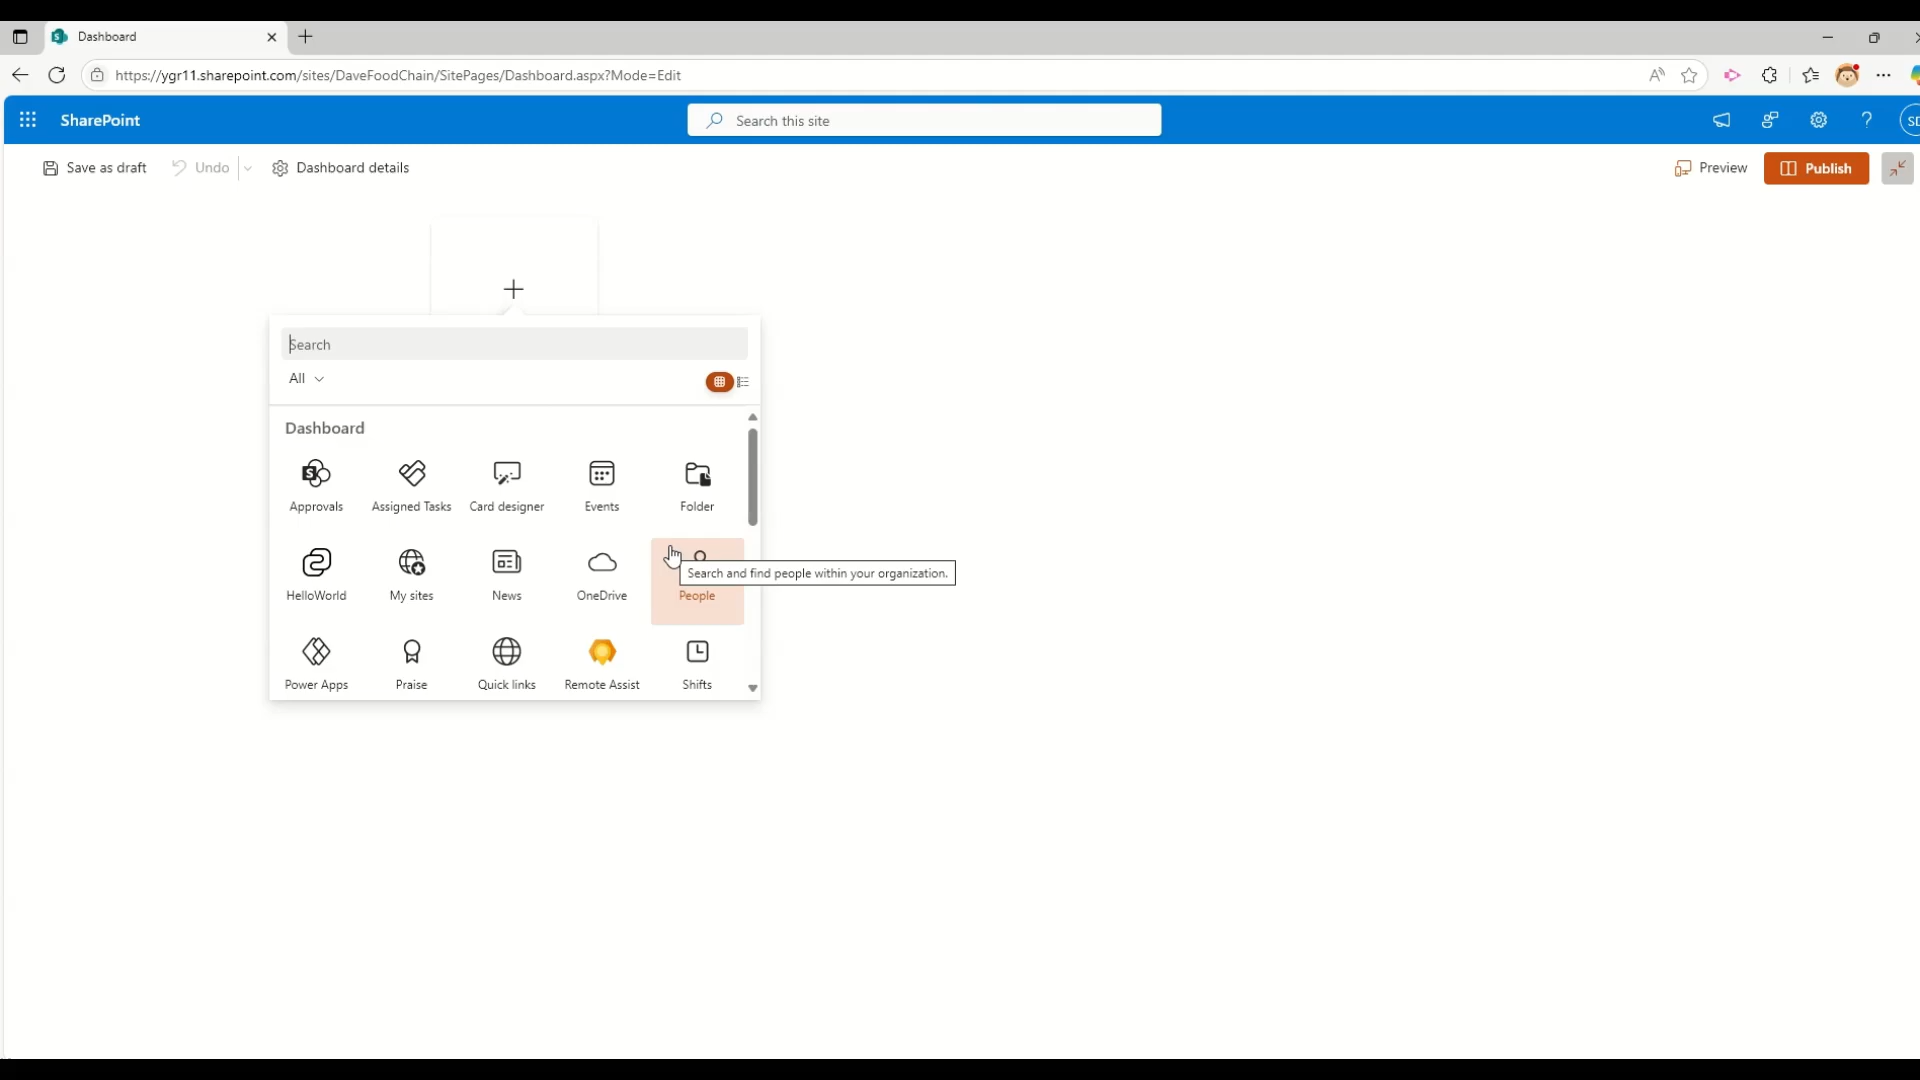 Dashboard
https://ygr11.sharepoint.com/sites/DaveFoodChain/SitePages/Dashboard.aspx?Mode=Edit
SharePoint
Search this site
Save as draft
Undo
Dashboard details
Preview
Publish
Search
All
Dashboard
Approvals
Assigned Tasks
Card designer
Events
Folder
HelloWorld
My sites
News
OneDrive
People
Search and find people within your organization.
Power Apps
Praise
Quick links
Remote Assist
Shifts